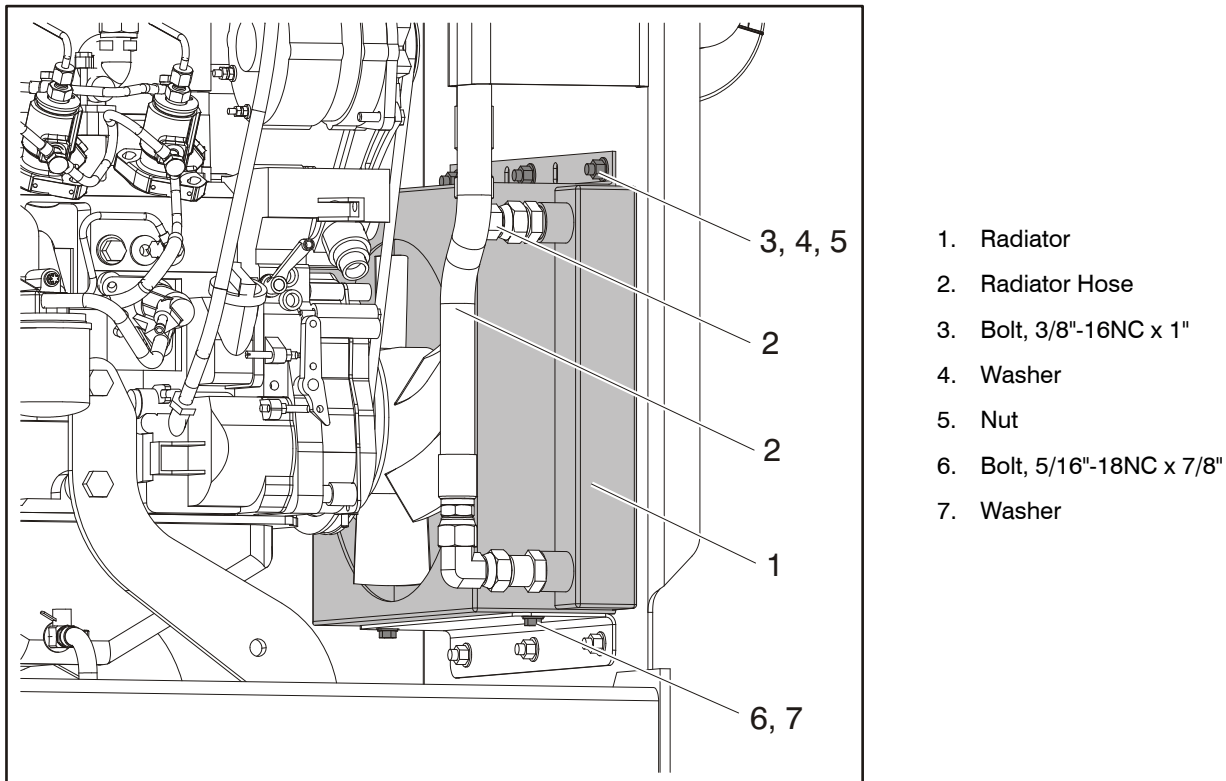 3, 4, 5
2
2
1
6, 7
1. Radiator
2. Radiator Hose
3. Bolt, 3/8"-16NC x 1"
4. Washer
5. Nut
6. Bolt, 5/16"-18NC x 7/8"
7. Washer